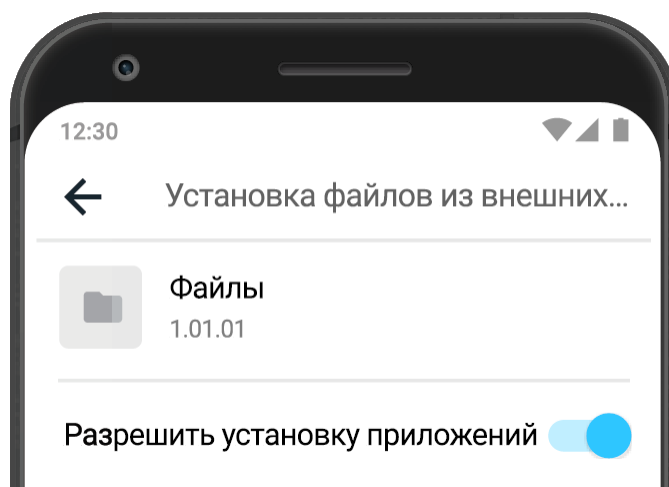 12:30
Установка файлов из внешних...
Файлы
1.01.01
Разрешить установку приложений